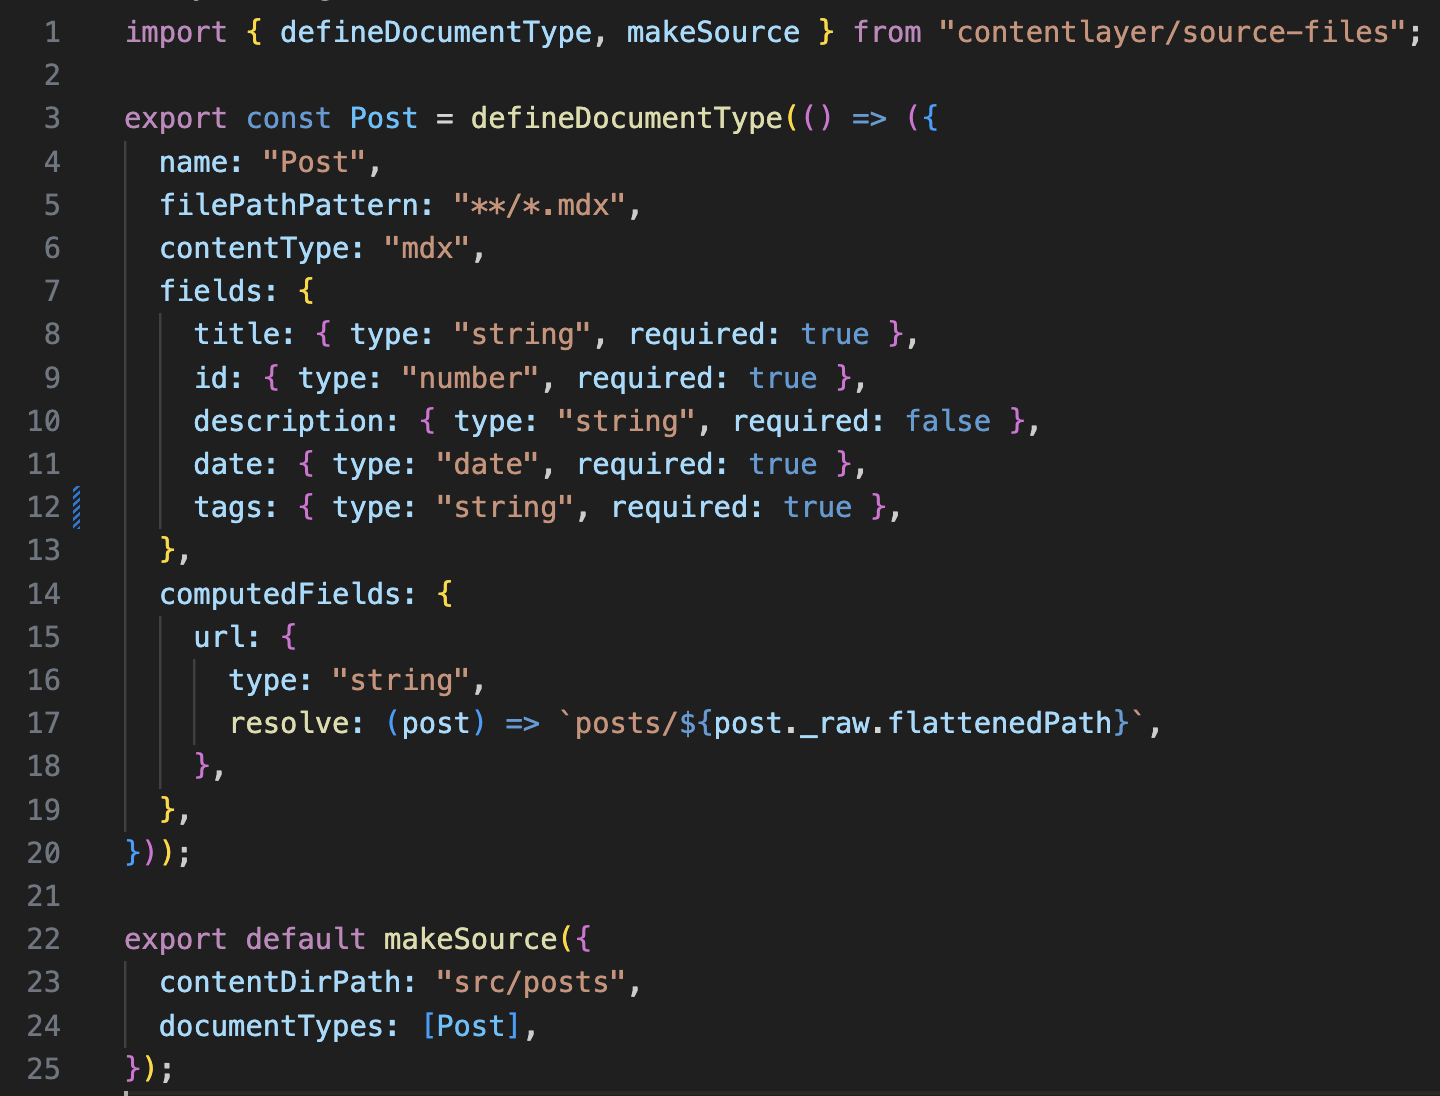 1 import { defineDocumentType, makeSource } from "contentlayer/source-files";
2
3 export const Post = defineDocumentType(() => ({
4   name: "Post",
5   filePathPattern: "**/*.mdx",
6   contentType: "mdx",
7   fields: {
8     title: { type: "string", required: true },
9     id: { type: "number", required: true },
10     description: { type: "string", required: false },
11     date: { type: "date", required: true },
12     tags: { type: "string", required: true },
13   },
14   computedFields: {
15     url: {
16       type: "string",
17       resolve: (post) => `posts/${post._raw.flattenedPath}`,
18     },
19   },
20 }));
21
22 export default makeSource({
23   contentDirPath: "src/posts",
24   documentTypes: [Post],
25 });